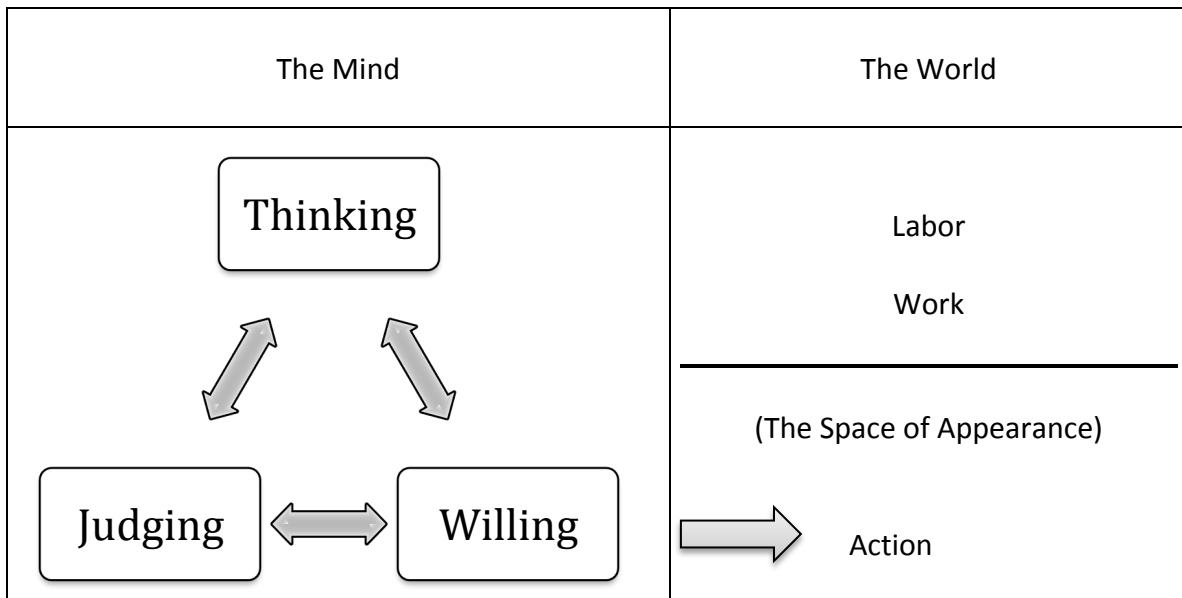 The Mind
The World
Thinking
Labor
Work
(The Space of Appearance)
Judging
Willing
Action